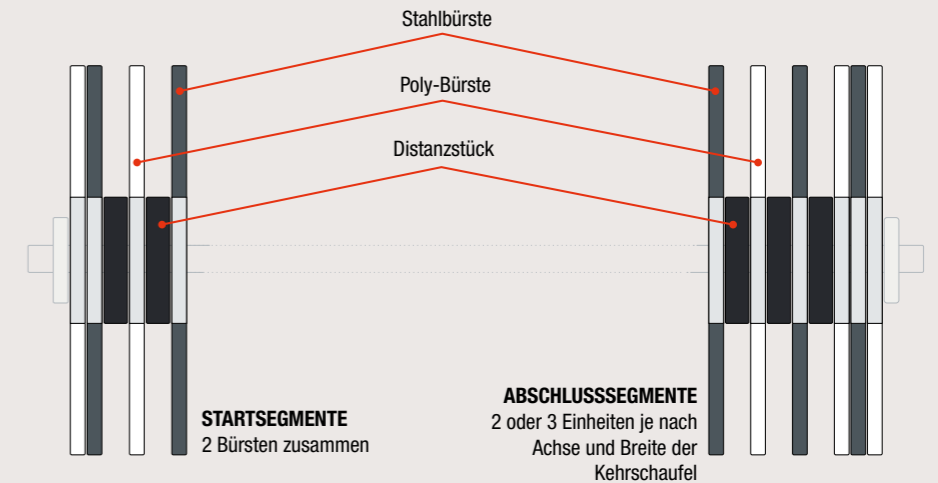 Stahlbürste
Poly-Bürste
Distanzstück
STARTSEGMENTE
2 Bürsten zusammen
ABSCHLUSSSEGMENTE
2 oder 3 Einheiten je nach
Achse und Breite der
Kehrschaufel